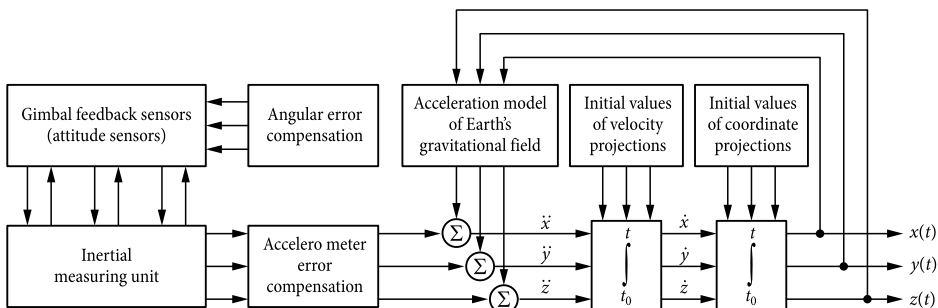 Gimbal feedback sensors
(attitude sensors)
Angular error
compensation
Acceleration model
of Earth's
gravitational field
Initial values
of velocity
projections
Initial values
of coordinate
projections
Inertial
measuring unit
Accelero meter
error
compensation
Σ
Σ
Σ
ẍ
ÿ
z̈
t
∫
t₀
ẋ
ẏ
ż
t
∫
t₀
x(t)
y(t)
z(t)